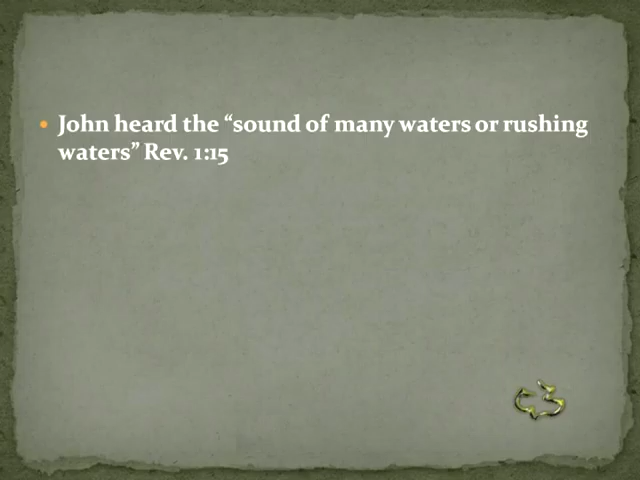 • John heard the “sound of many waters or rushing
waters” Rev. 1:15